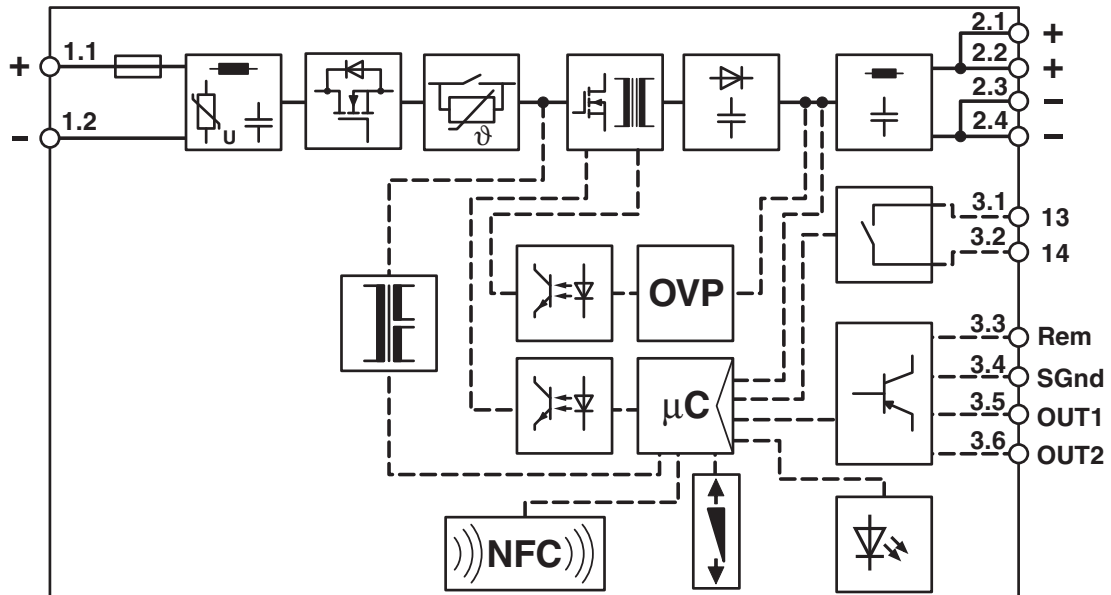 2.1 +
+ 1.1
2.2 +
2.3 −
− 1.2
U
ϑ
2.4 −
3.1 13
3.2 14
OVP
3.3 Rem
3.4 SGnd
µC
3.5 OUT1
3.6 OUT2
NFC